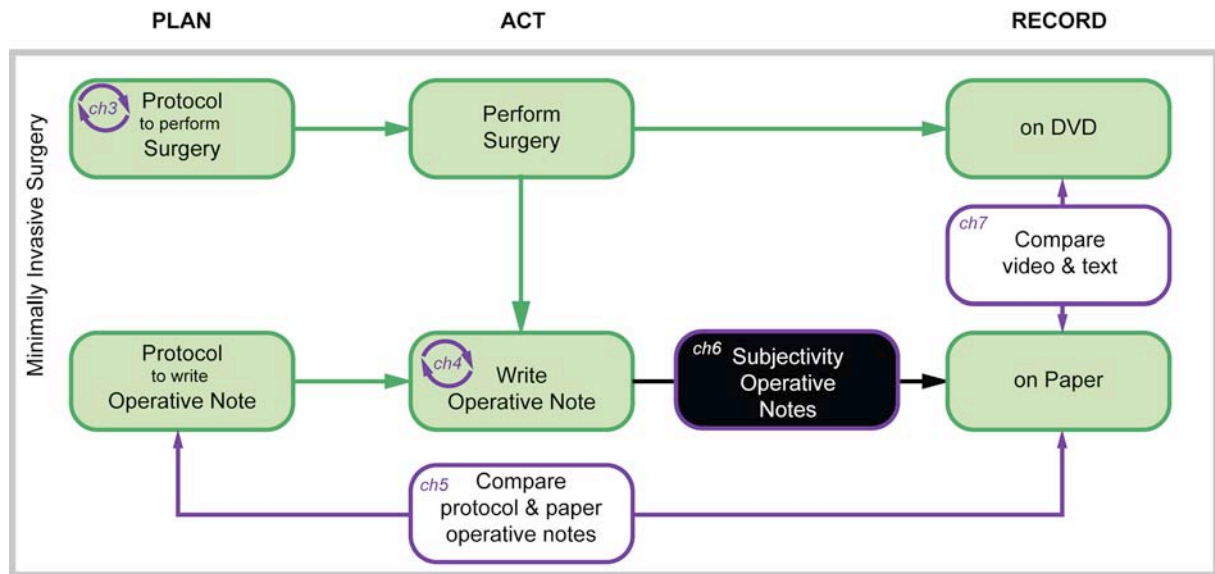 PLAN
ACT
RECORD
Minimally Invasive Surgery
ch3
Protocol
to perform
Surgery
Perform
Surgery
on DVD
ch7
Compare
video & text
Protocol
to write
Operative Note
ch4
Write
Operative Note
ch6
Subjectivity
Operative
Notes
on Paper
ch5
Compare
protocol & paper
operative notes